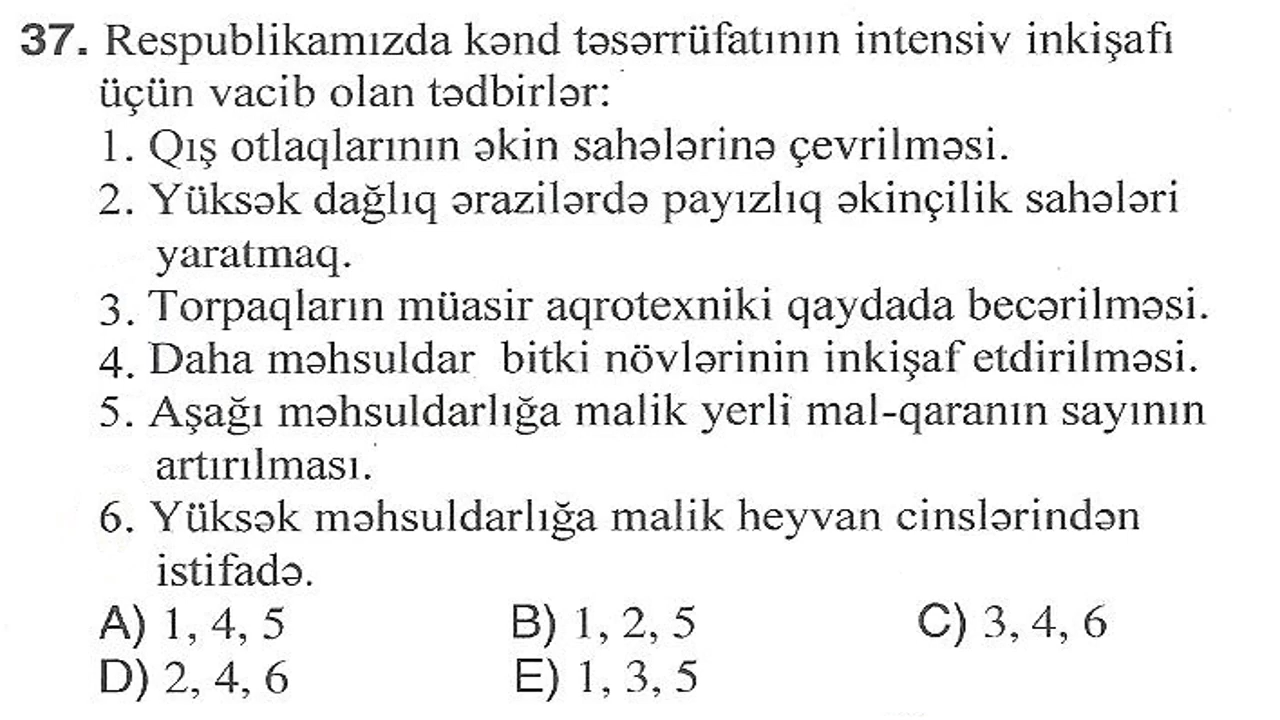 37. Respublikamızda kənd təsərrüfatının intensiv inkişafı
üçün vacib olan tədbirlər:
1. Qış otlaqlarının əkin sahələrinə çevrilməsi.
2. Yüksək dağlıq ərazilərdə payızlıq əkinçilik sahələri
yaratmaq.
3. Torpaqların müasir aqrotexniki qaydada becərilməsi.
4. Daha məhsuldar bitki növlərinin inkişaf etdirilməsi.
5. Aşağı məhsuldarlığa malik yerli mal-qaranın sayının
artırılması.
6. Yüksək məhsuldarlığa malik heyvan cinslərindən
istifadə.
A) 1, 4, 5 B) 1, 2, 5 C) 3, 4, 6
D) 2, 4, 6 E) 1, 3, 5